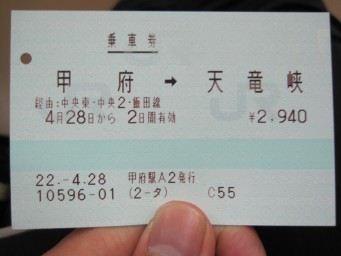 乗車券
甲府 → 天竜峡
経由:中央東・中央2・飯田線
4月28日から 2日間有効 ¥2,940
22.-4.28 甲府駅A2発行
10596-01 (2-タ) C55